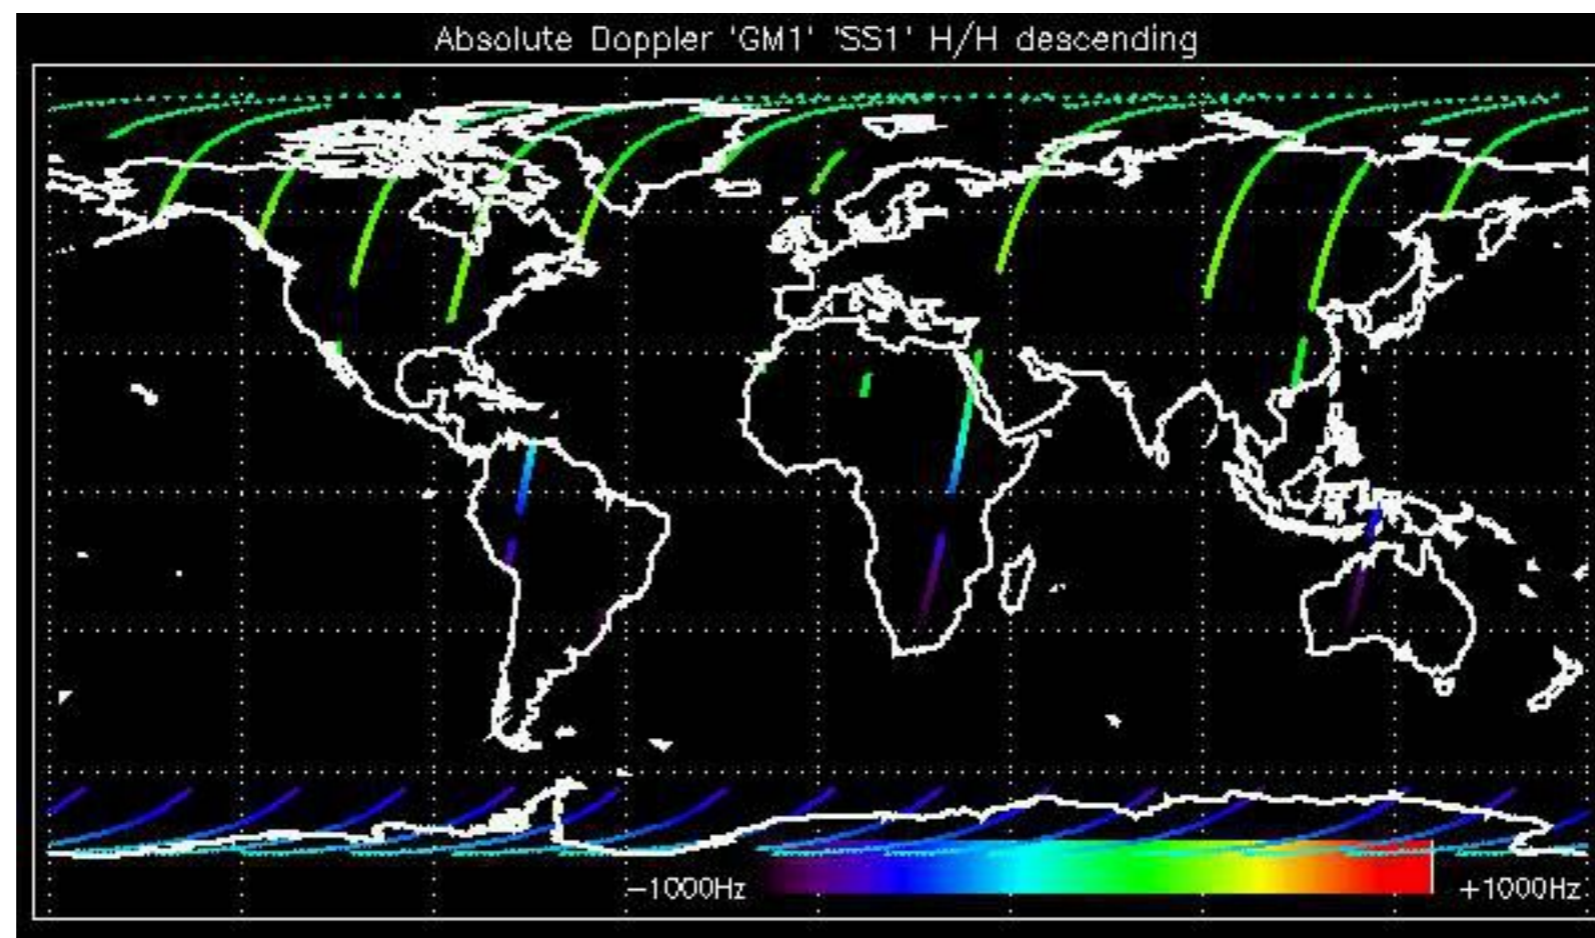 Absolute Doppler 'GM1' 'SS1' H/H descending
−1000Hz
+1000Hz